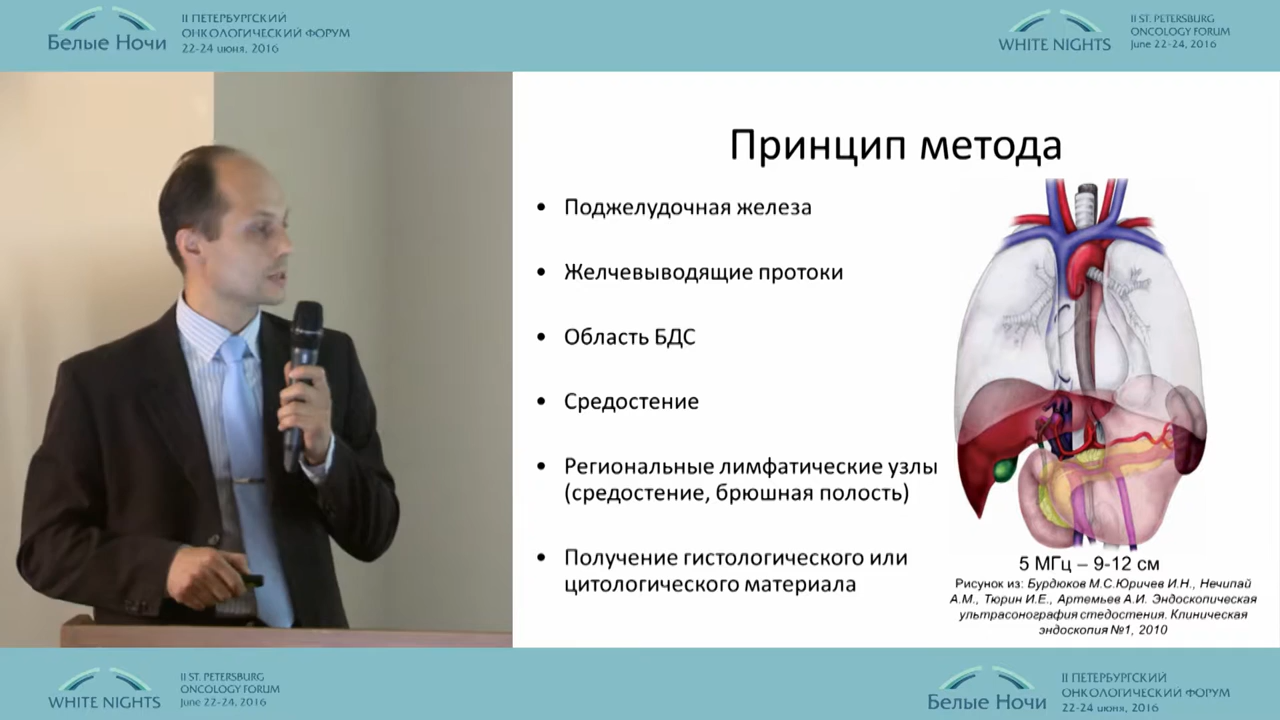 Белые Ночи
II ПЕТЕРБУРГСКИЙ
ОНКОЛОГИЧЕСКИЙ ФОРУМ
22-24 июня, 2016
WHITE NIGHTS
II ST. PETERSBURG
ONCOLOGY FORUM
June 22-24, 2016
Принцип метода
• Поджелудочная железа
• Желчевыводящие протоки
• Область БДС
• Средостение
• Региональные лимфатические узлы
(средостение, брюшная полость)
• Получение гистологического или
цитологического материала
5 МГц – 9-12 см
Рисунок из: Бурдюков М.С.Юричев И.Н., Нечипай
А.М., Тюрин И.Е., Артемьев А.И. Эндоскопическая
ультрасонография стедостения. Клиническая
эндоскопия №1, 2010
WHITE NIGHTS
II ST. PETERSBURG
ONCOLOGY FORUM
June 22-24, 2016
Белые Ночи
II ПЕТЕРБУРГСКИЙ
ОНКОЛОГИЧЕСКИЙ ФОРУМ
22-24 июня, 2016